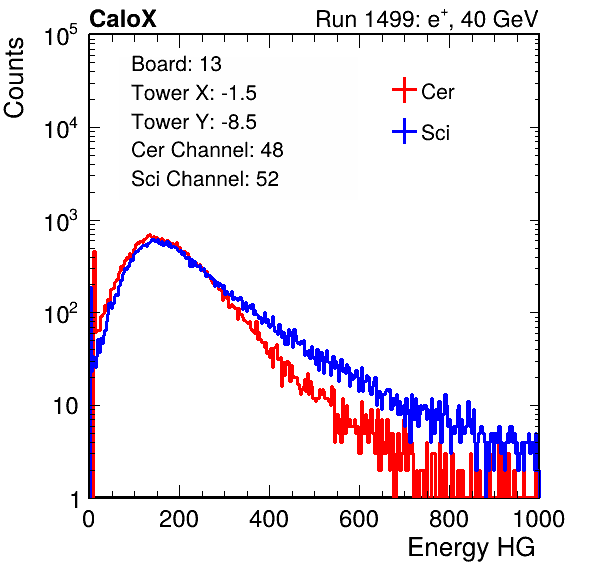 CaloX Run 1499: e⁺, 40 GeV
Counts
10⁵
10⁴
10³
10²
10
1
Board: 13
Tower X: -1.5
Tower Y: -8.5
Cer Channel: 48
Sci Channel: 52
Cer
Sci
0 200 400 600 800 1000
Energy HG